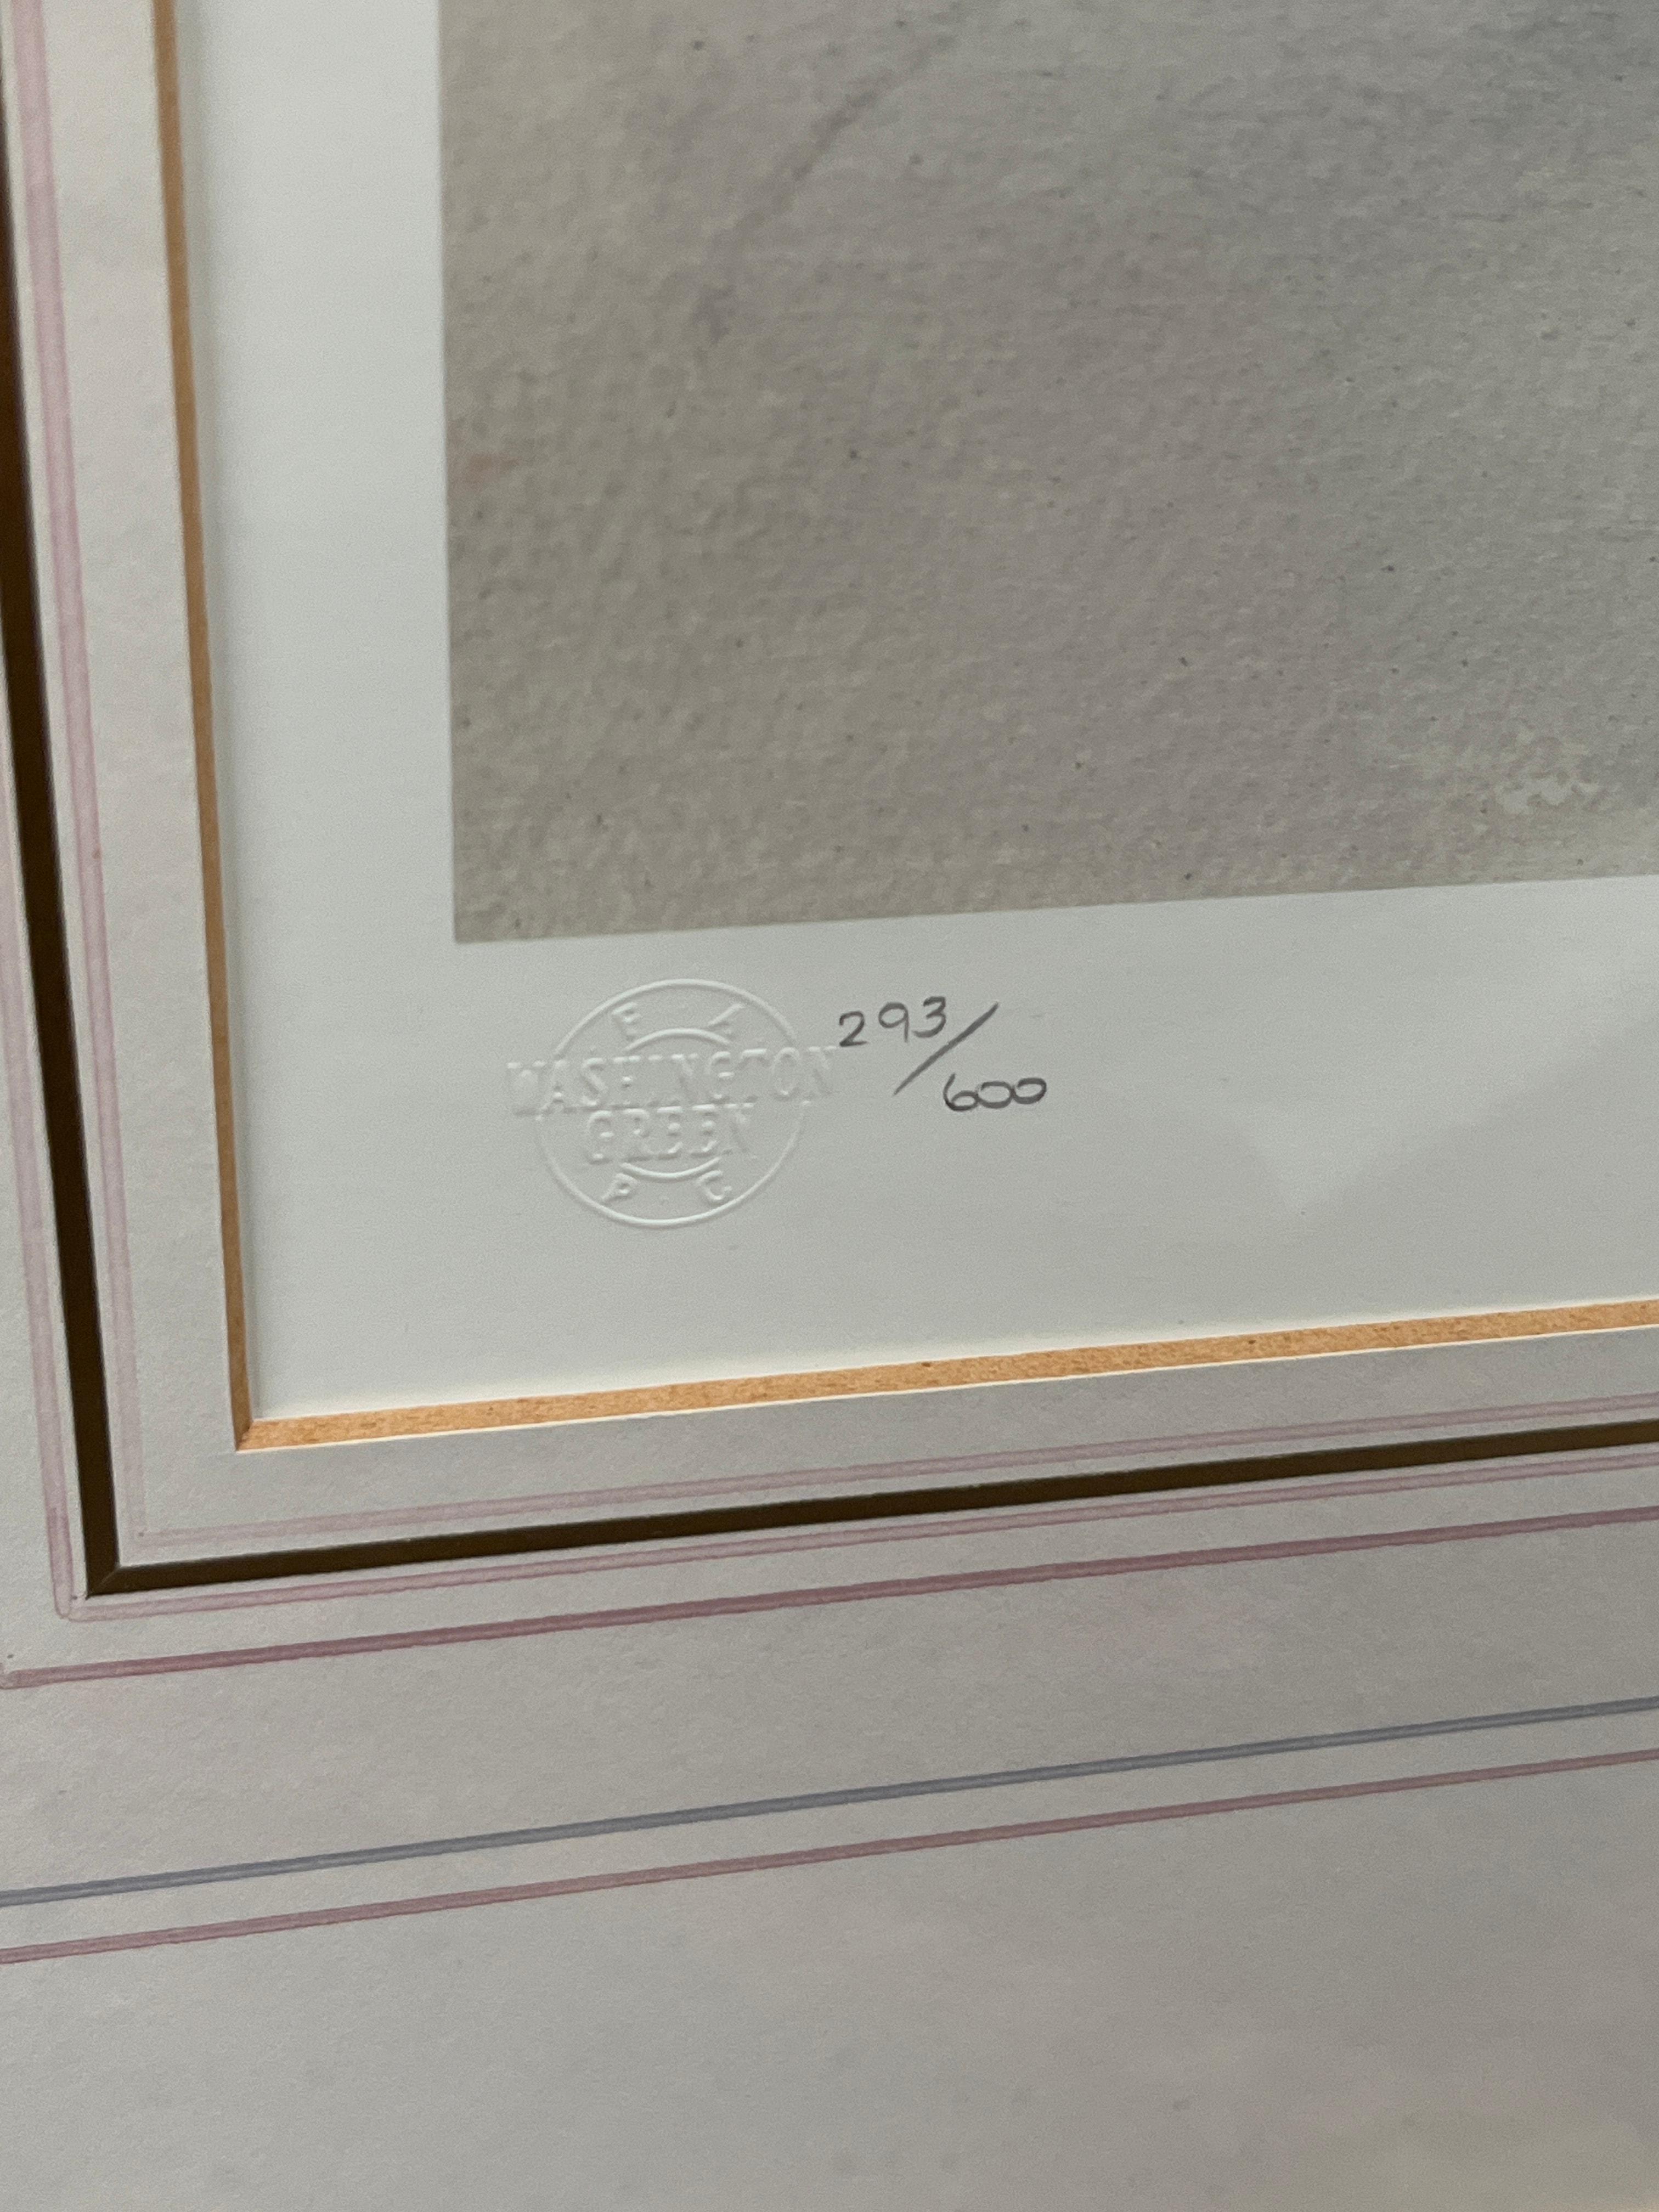 F · A
WASHINGTON
GREEN
P · C
293/600